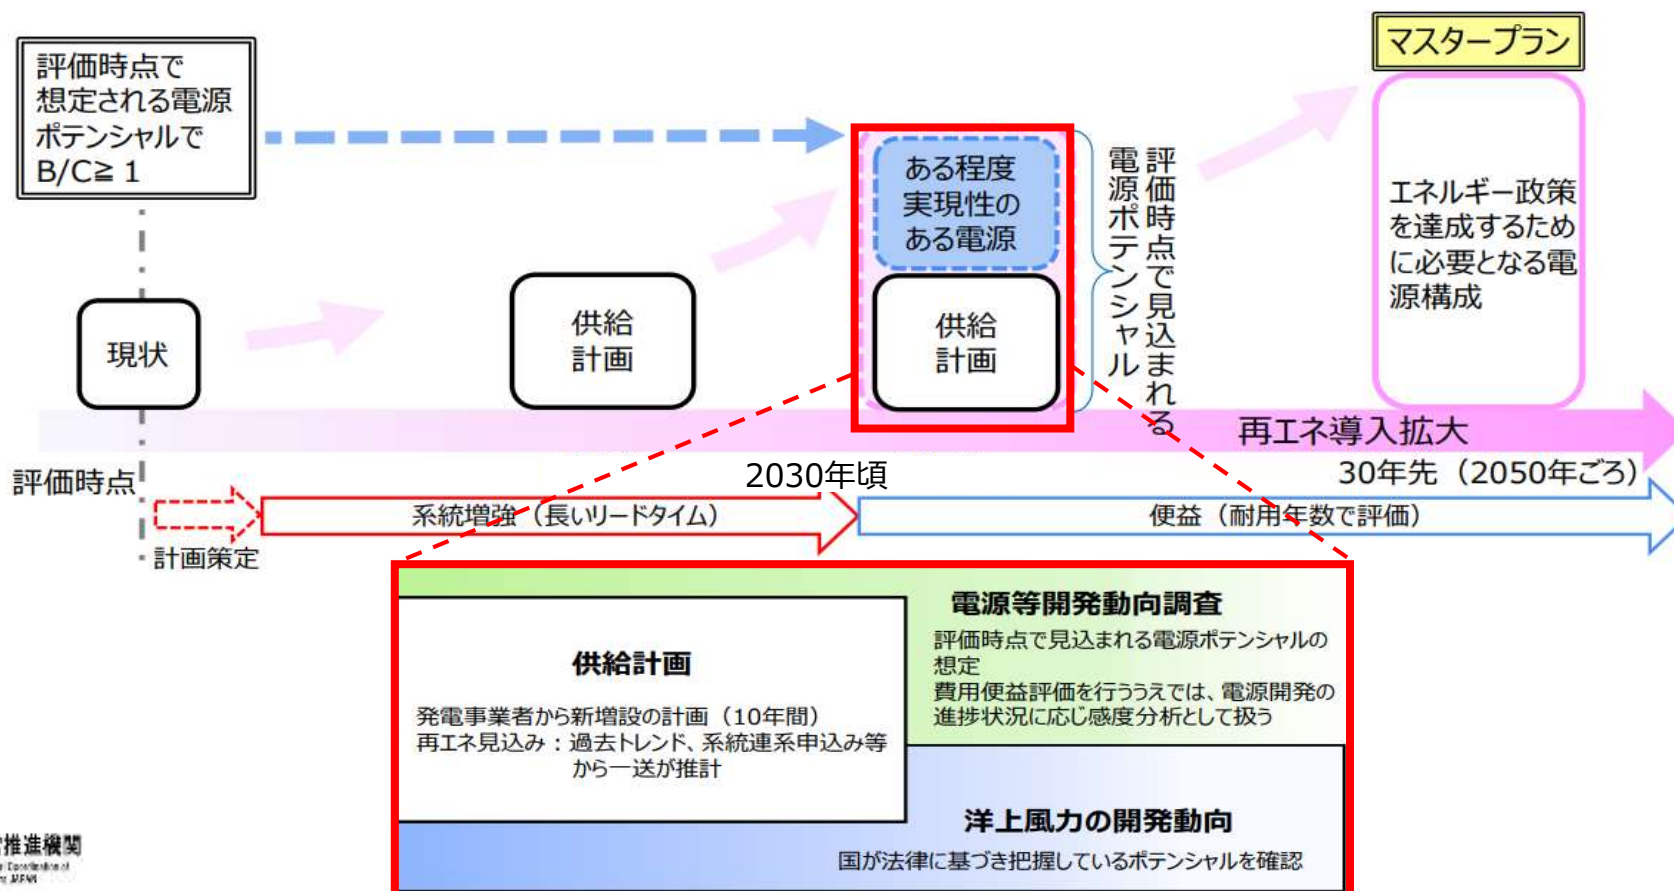 マスタープラン
評価時点で
想定される電源
ポテンシャルで
B/C≧1
ある程度
実現性の
ある電源
評価時点で見込まれる
電源ポテンシャル
エネルギー政策
を達成するため
に必要となる電
源構成
現状
供給
計画
供給
計画
再エネ導入拡大
評価時点
2030年頃
30年先（2050年ごろ）
系統増強（長いリードタイム）
便益（耐用年数で評価）
計画策定
供給計画
発電事業者から新増設の計画（10年間）
再エネ見込み：過去トレンド、系統連系申込み等
から一送が推計
電源等開発動向調査
評価時点で見込まれる電源ポテンシャルの
想定
費用便益評価を行ううえでは、電源開発の
進捗状況に応じ感度分析として扱う
洋上風力の開発動向
国が法律に基づき把握しているポテンシャルを確認
推進機関